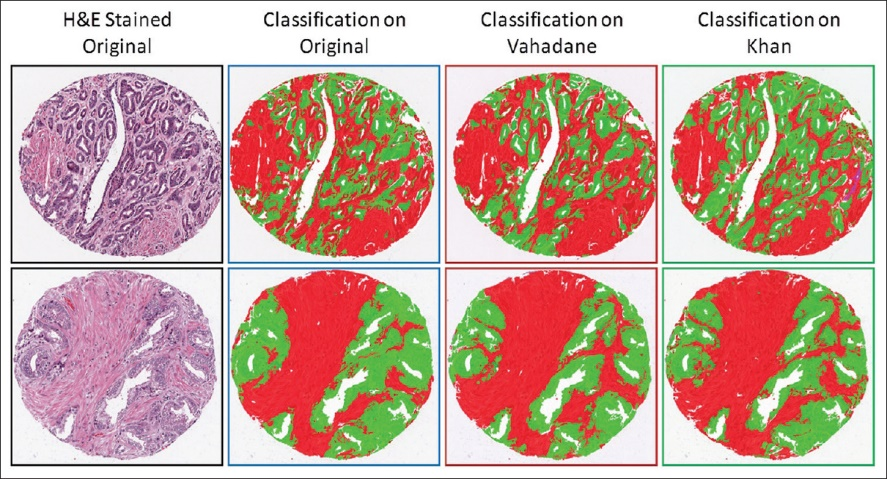 H&E Stained
Original
Classification on
Original
Classification on
Vahadane
Classification on
Khan